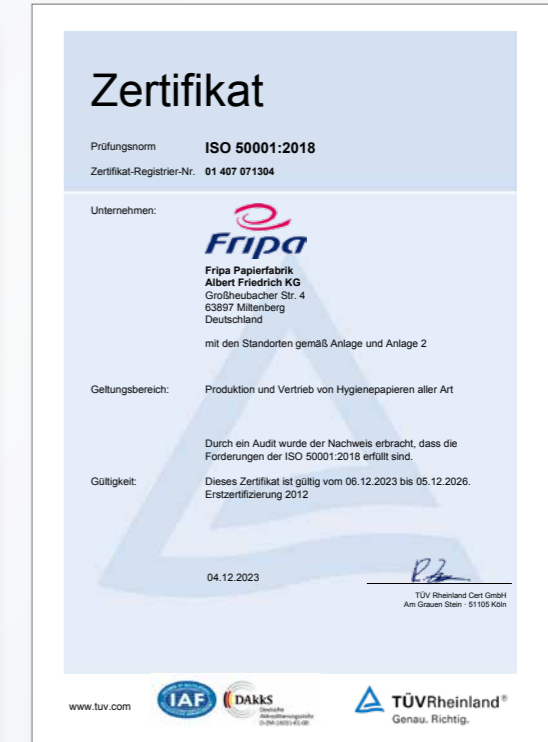 Zertifikat
Prüfungsnorm ISO 50001:2018
Zertifikat-Registrier-Nr. 01 407 071304
Unternehmen:
Fripa
Fripa Papierfabrik
Albert Friedrich KG
Großheubacher Str. 4
63897 Miltenberg
Deutschland
mit den Standorten gemäß Anlage und Anlage 2
Geltungsbereich: Produktion und Vertrieb von Hygienepapieren aller Art
Durch ein Audit wurde der Nachweis erbracht, dass die
Forderungen der ISO 50001:2018 erfüllt sind.
Gültigkeit: Dieses Zertifikat ist gültig vom 06.12.2023 bis 05.12.2026.
Erstzertifizierung 2012
04.12.2023
TÜV Rheinland Cert GmbH
Am Grauen Stein · 51105 Köln
www.tuv.com
IAF
DAkkS
Deutsche
Akkreditierungsstelle
TÜVRheinland®
Genau. Richtig.